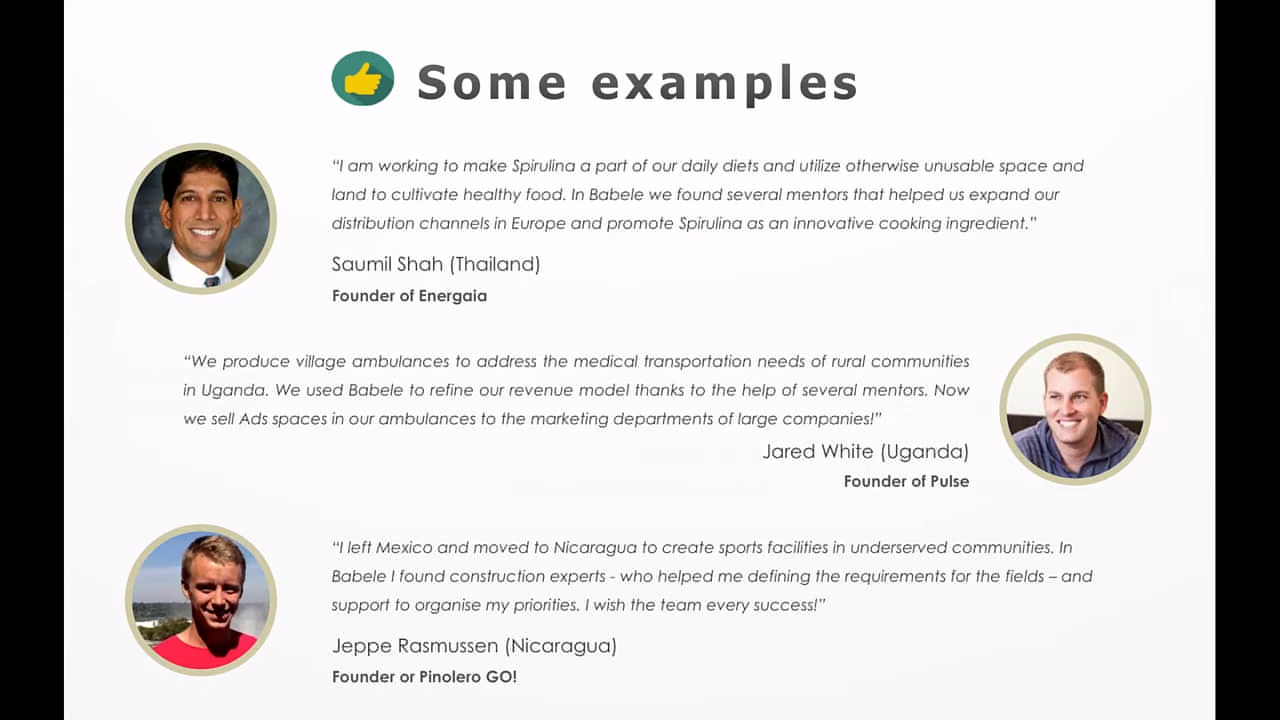 Some examples
“I am working to make Spirulina a part of our daily diets and utilize otherwise unusable space and
land to cultivate healthy food. In Babele we found several mentors that helped us expand our
distribution channels in Europe and promote Spirulina as an innovative cooking ingredient.”
Saumil Shah (Thailand)
Founder of Energaia
“We produce village ambulances to address the medical transportation needs of rural communities
in Uganda. We used Babele to refine our revenue model thanks to the help of several mentors. Now
we sell Ads spaces in our ambulances to the marketing departments of large companies!”
Jared White (Uganda)
Founder of Pulse
“I left Mexico and moved to Nicaragua to create sports facilities in underserved communities. In
Babele I found construction experts - who helped me defining the requirements for the fields – and
support to organise my priorities. I wish the team every success!”
Jeppe Rasmussen (Nicaragua)
Founder or Pinolero GO!